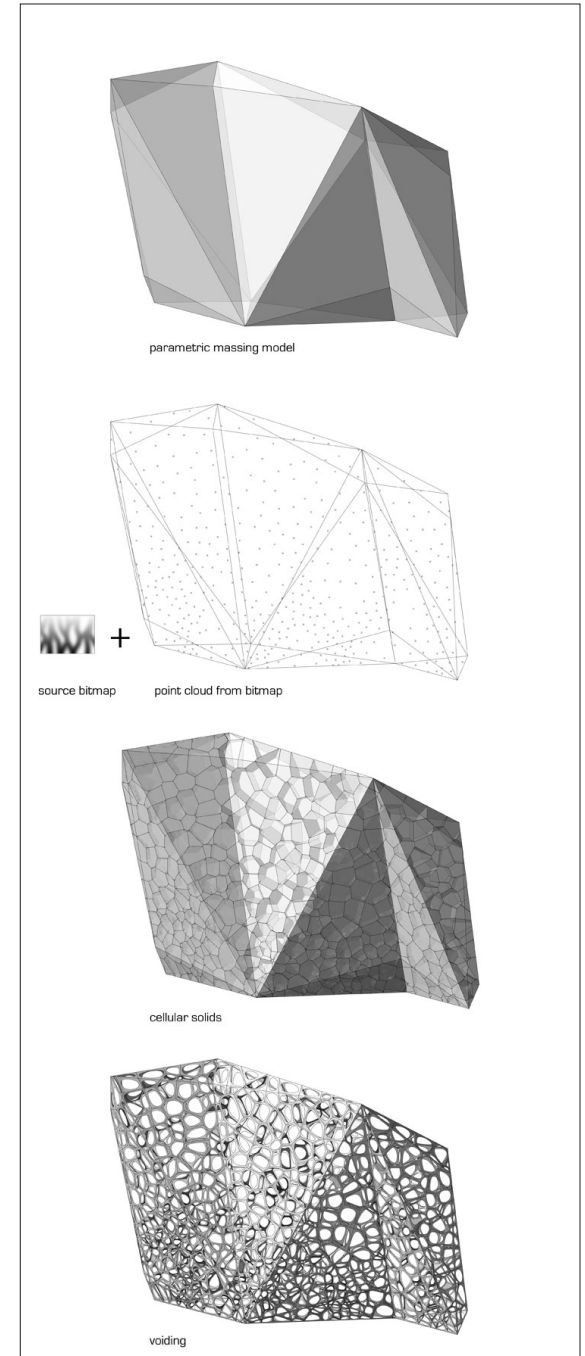 parametric massing model
+
source bitmap
point cloud from bitmap
cellular solids
voiding